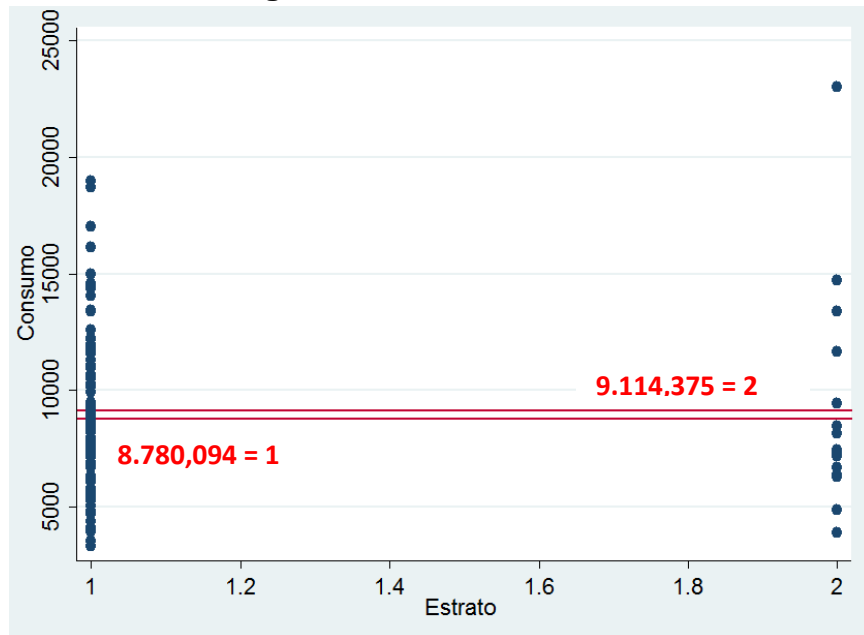 25000
20000
15000
10000
5000
Consumo
9.114,375 = 2
8.780,094 = 1
1
1.2
1.4
1.6
1.8
2
Estrato